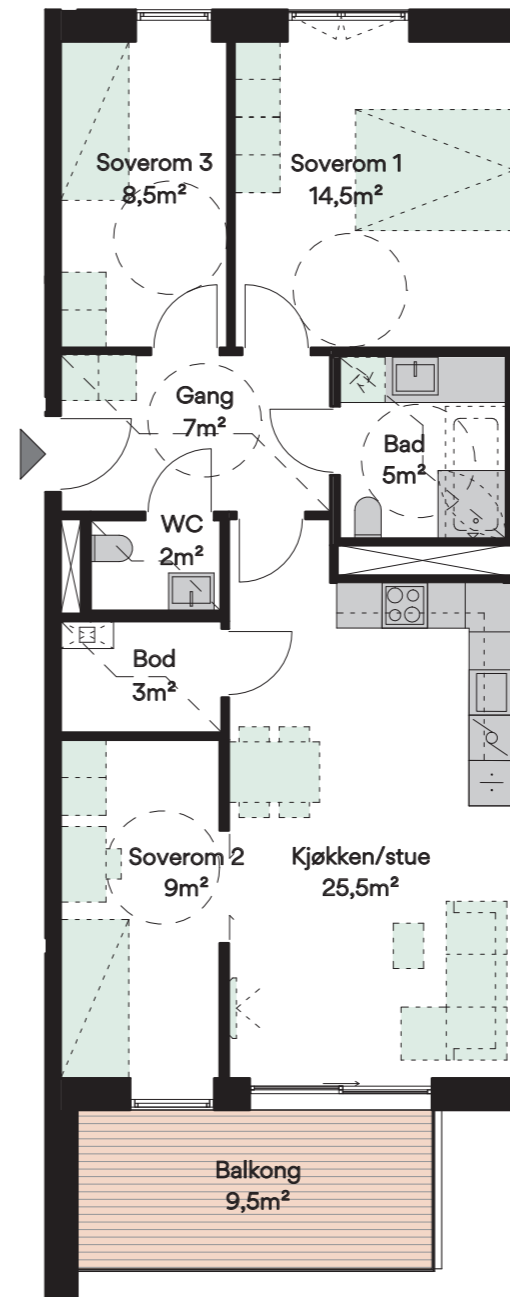 Soverom 3
8,5m²
Soverom 1
14,5m²
Gang
7m²
Bad
5m²
WC
2m²
Bod
3m²
Soverom 2
9m²
Kjøkken/stue
25,5m²
Balkong
9,5m²